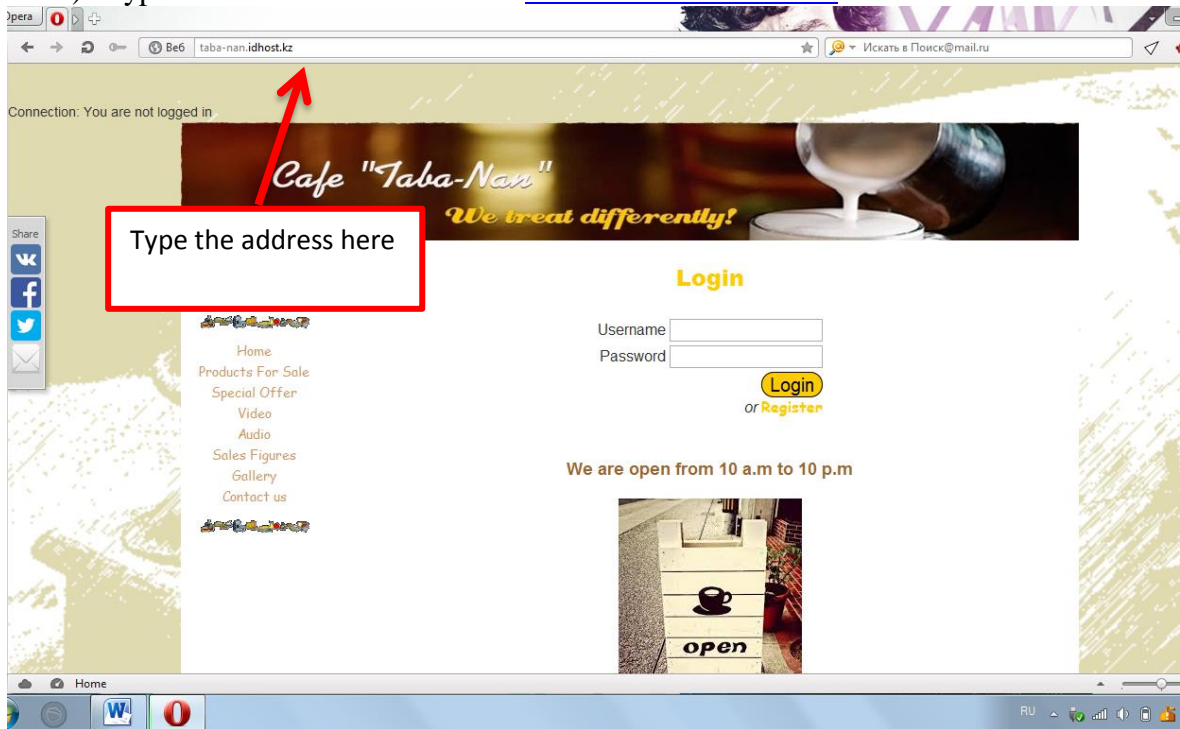 Opera
Веб taba-nan.idhost.kz
Искать в Поиск@mail.ru
Connection: You are not logged in
Cafe "Taba-Nan"
We treat differently!
Share
Type the address here
Login
Username
Password
Login
or Register
Home
Products For Sale
Special Offer
Video
Audio
Sales Figures
Gallery
Contact us
We are open from 10 a.m to 10 p.m
open
Home
RU